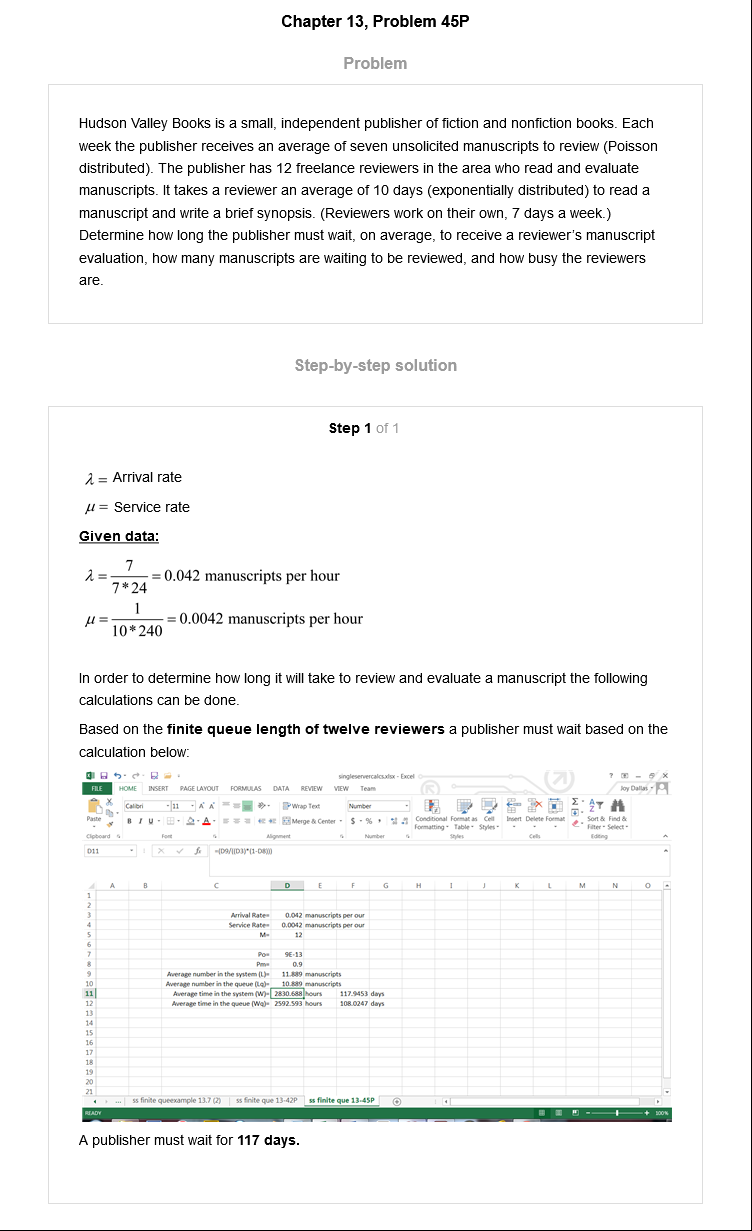 Chapter 13, Problem 45P
Problem
Hudson Valley Books is a small, independent publisher of fiction and nonfiction books. Each
week the publisher receives an average of seven unsolicited manuscripts to review (Poisson
distributed). The publisher has 12 freelance reviewers in the area who read and evaluate
manuscripts. It takes a reviewer an average of 10 days (exponentially distributed) to read a
manuscript and write a brief synopsis. (Reviewers work on their own, 7 days a week.)
Determine how long the publisher must wait, on average, to receive a reviewer's manuscript
evaluation, how many manuscripts are waiting to be reviewed, and how busy the reviewers
are.
Step-by-step solution
Step 1 of 1
λ = Arrival rate
μ = Service rate
Given data:
λ = 7 / 7*24 = 0.042 manuscripts per hour
μ = 1 / 10*240 = 0.0042 manuscripts per hour
In order to determine how long it will take to review and evaluate a manuscript the following
calculations can be done.
Based on the finite queue length of twelve reviewers a publisher must wait based on the
calculation below:
singleservercalcs.xlsx - Excel
FILE HOME INSERT PAGE LAYOUT FORMULAS DATA REVIEW VIEW Team Joy Dallas
Calibri 11 A A Wrap Text Number
Paste B I U A Merge & Center $ % Conditional Format as Cell Insert Delete Format Sort & Find &
Formatting Table Styles Filter Select
Clipboard Font Alignment Number Styles Cells Editing
D11 fx =(D9/((D3)*(1-D8)))
A B C D E F G H I J K L M N O
1
2
3 Arrival Rate= 0.042 manuscripts per our
4 Service Rate= 0.0042 manuscripts per our
5 M= 12
6
7 Po= 9E-13
8 Pm= 0.9
9 Average number in the system (L)= 11.889 manuscripts
10 Average number in the queue (Lq)= 10.889 manuscripts
11 Average time in the system (W)= 2830.688 hours 117.9453 days
12 Average time in the queue (Wq)= 2592.593 hours 108.0247 days
13
14
15
16
17
18
19
20
21
... ss finite queexample 13.7 (2) ss finite que 13-42P ss finite que 13-45P
READY 100%
A publisher must wait for 117 days.